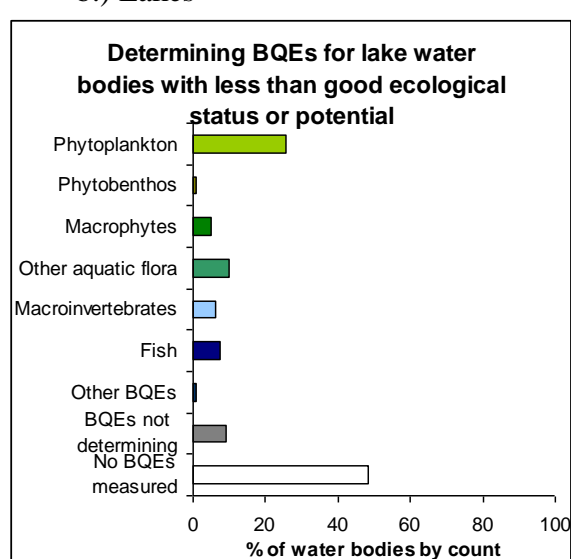 Determining BQEs for lake water
bodies with less than good ecological
status or potential
Phytoplankton
Phytobenthos
Macrophytes
Other aquatic flora
Macroinvertebrates
Fish
Other BQEs
BQEs not
determining
No BQEs
measured
0 20 40 60 80 100
% of water bodies by count